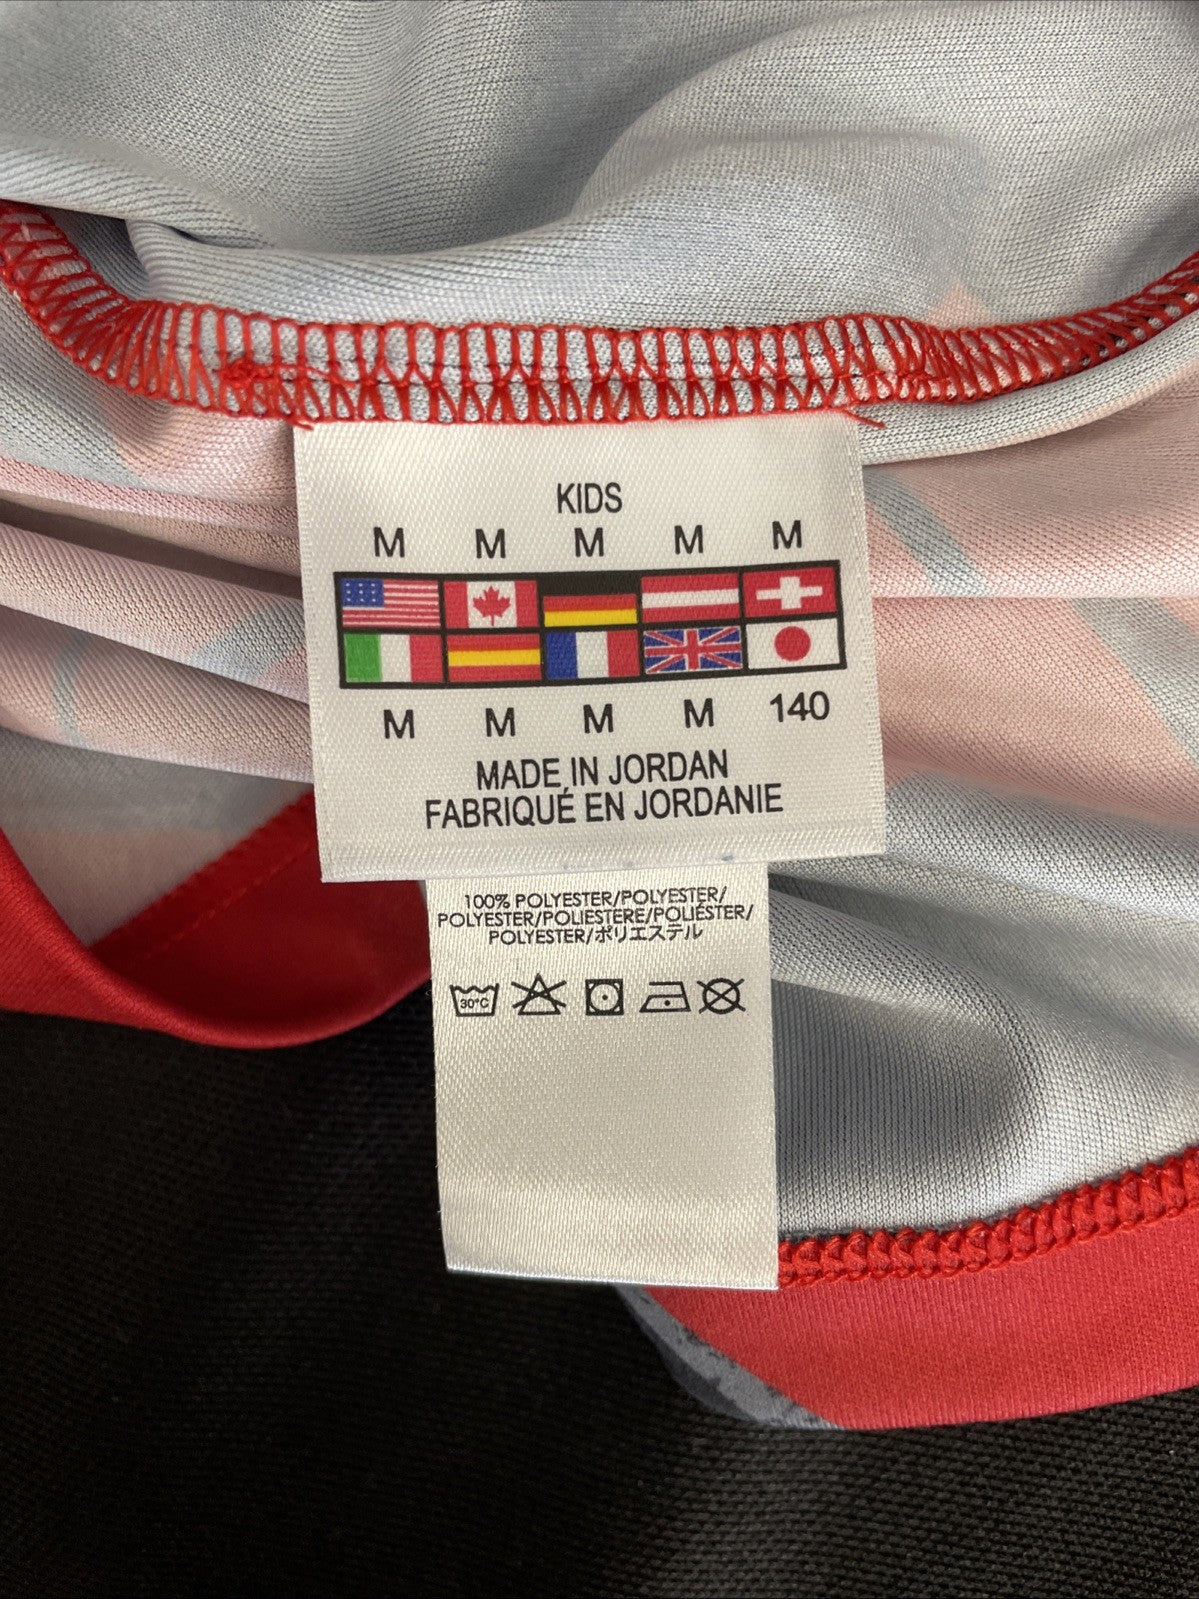 KIDS
M M M M M
M M M M 140
MADE IN JORDAN
FABRIQUÉ EN JORDANIE
100% POLYESTER/POLYESTER/
POLYESTER/POLIESTERE/POLIÉSTER/
POLYESTER/ポリエステル
30°C